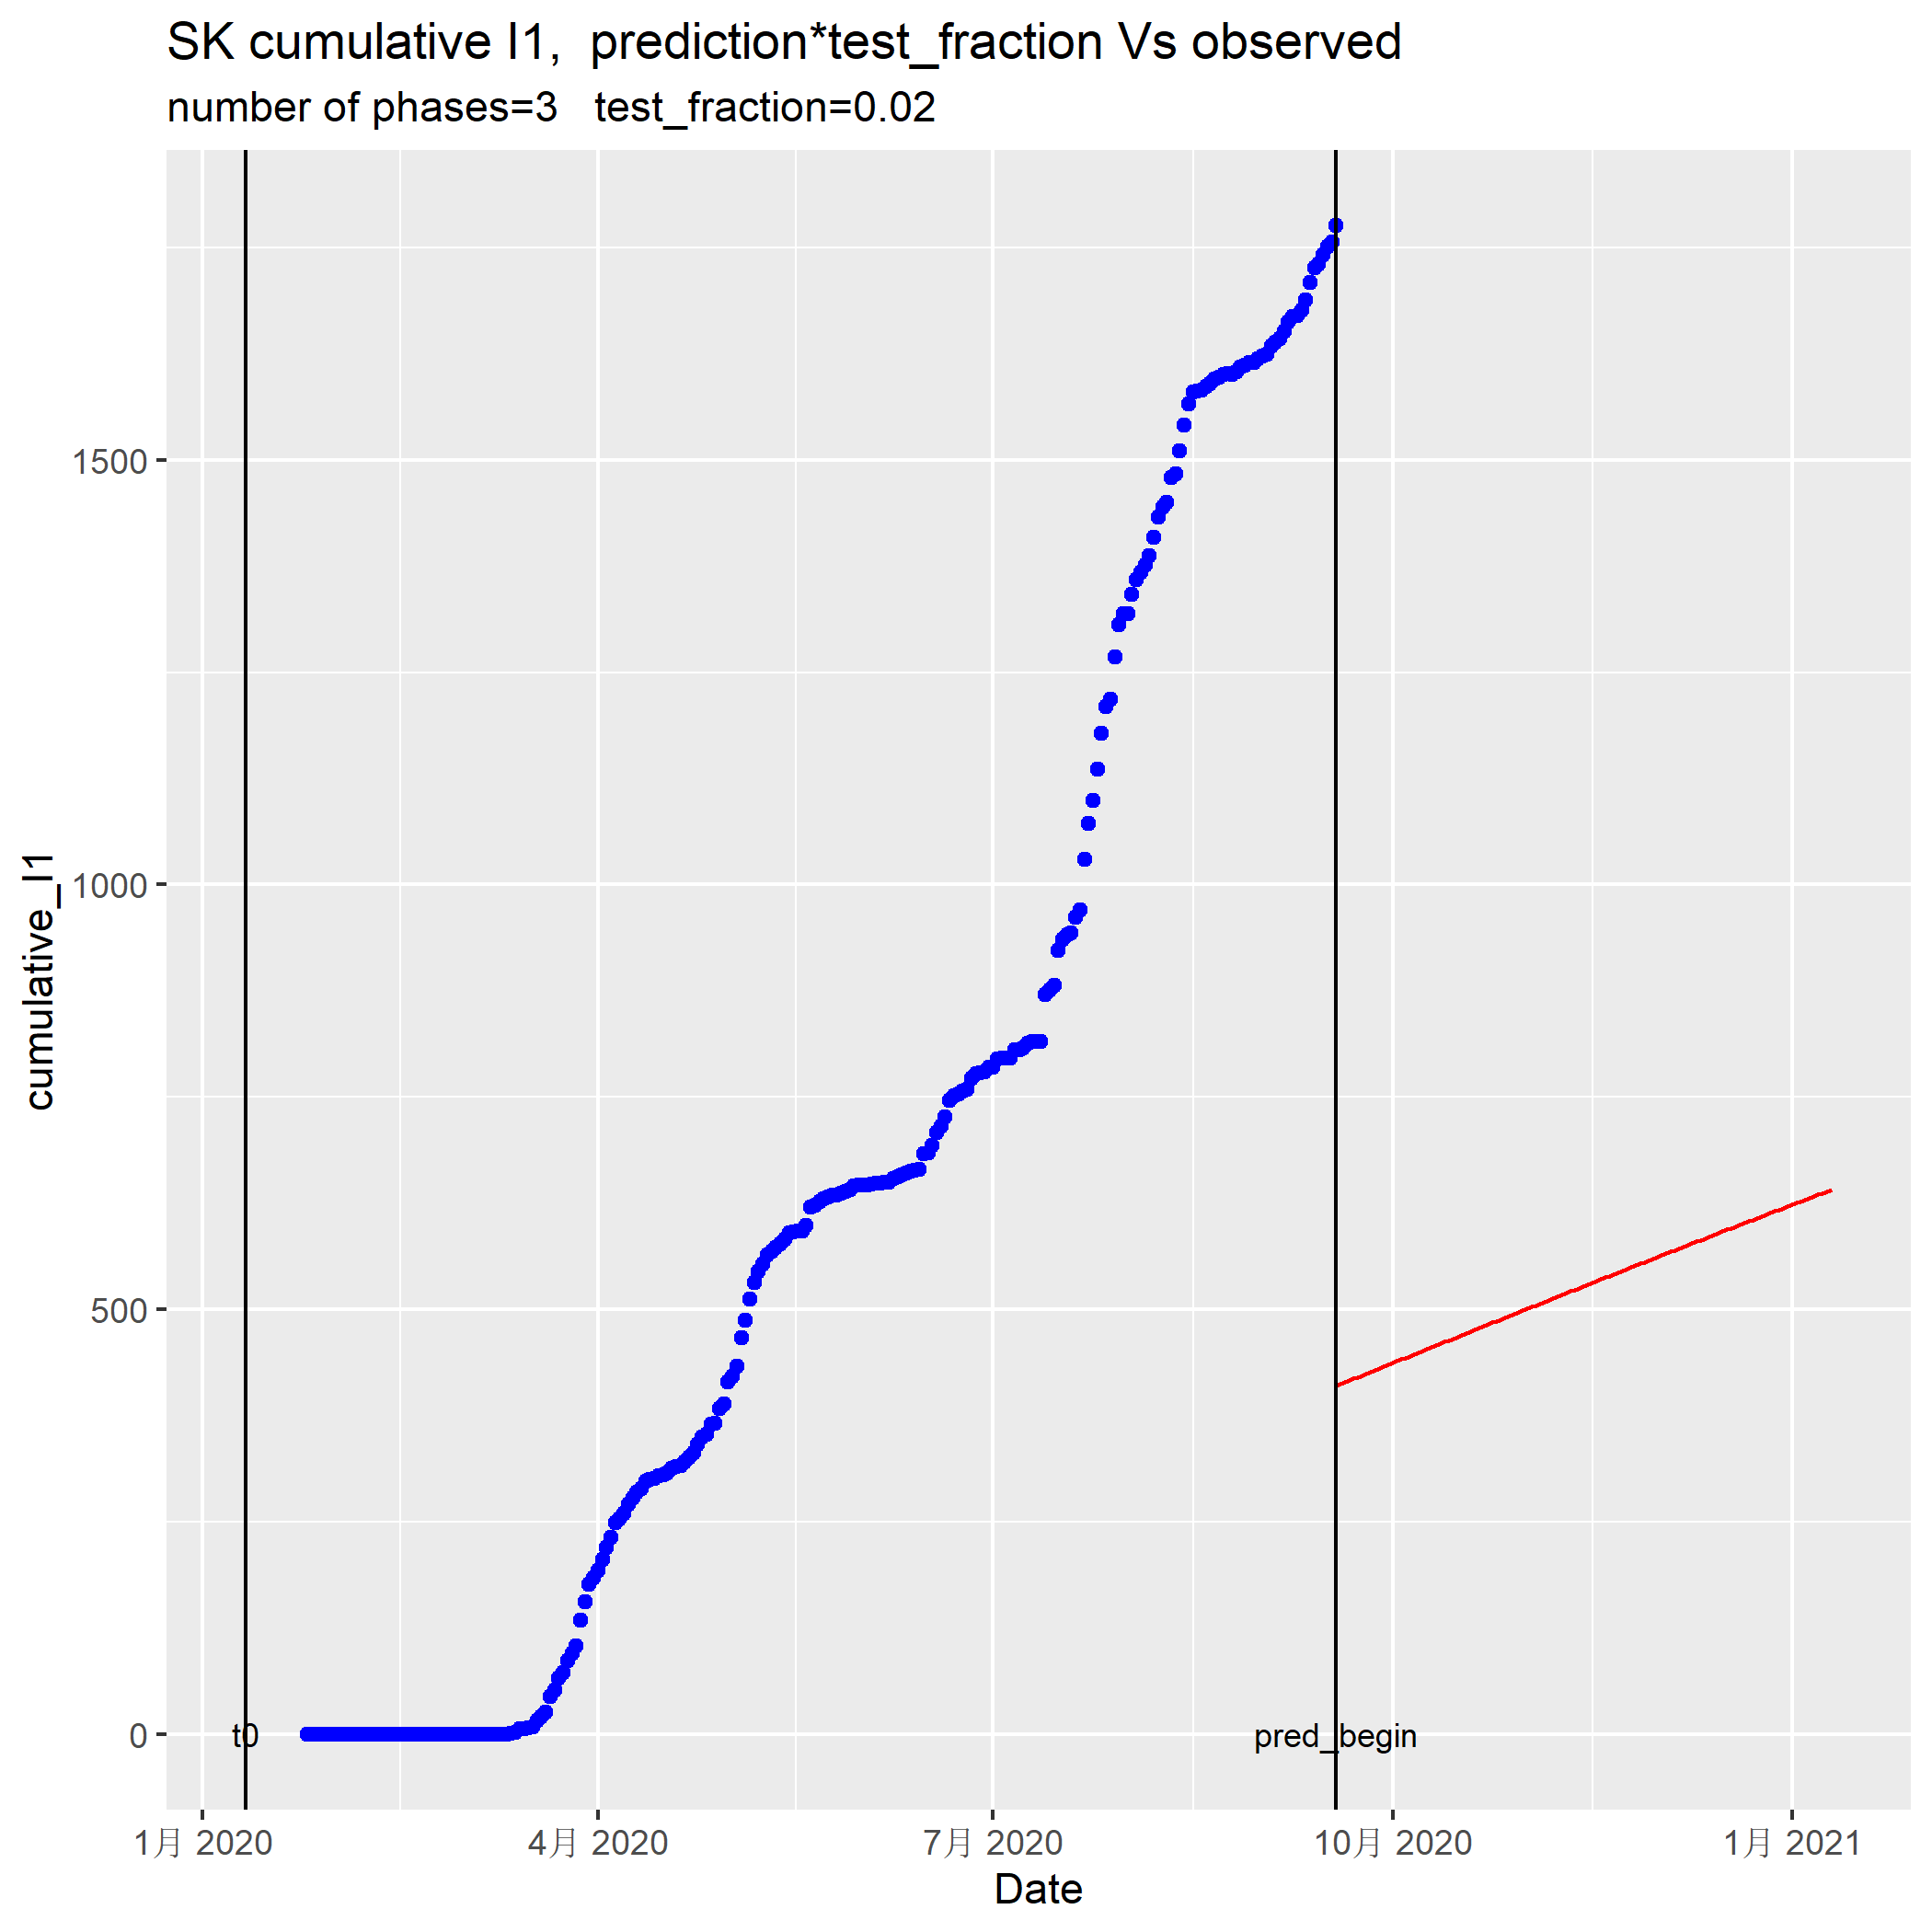 SK cumulative I1,  prediction*test_fraction Vs observed
number of phases=3   test_fraction=0.02
cumulative_I1
1500
1000
500
0
t0
pred_begin
1月 2020
4月 2020
7月 2020
10月 2020
1月 2021
Date